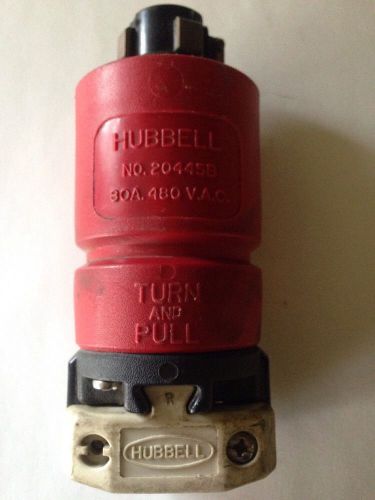 HUBBELL
NO. 20445B
30A. 480 V.A.C.
TURN
AND
PULL
R
HUBBELL